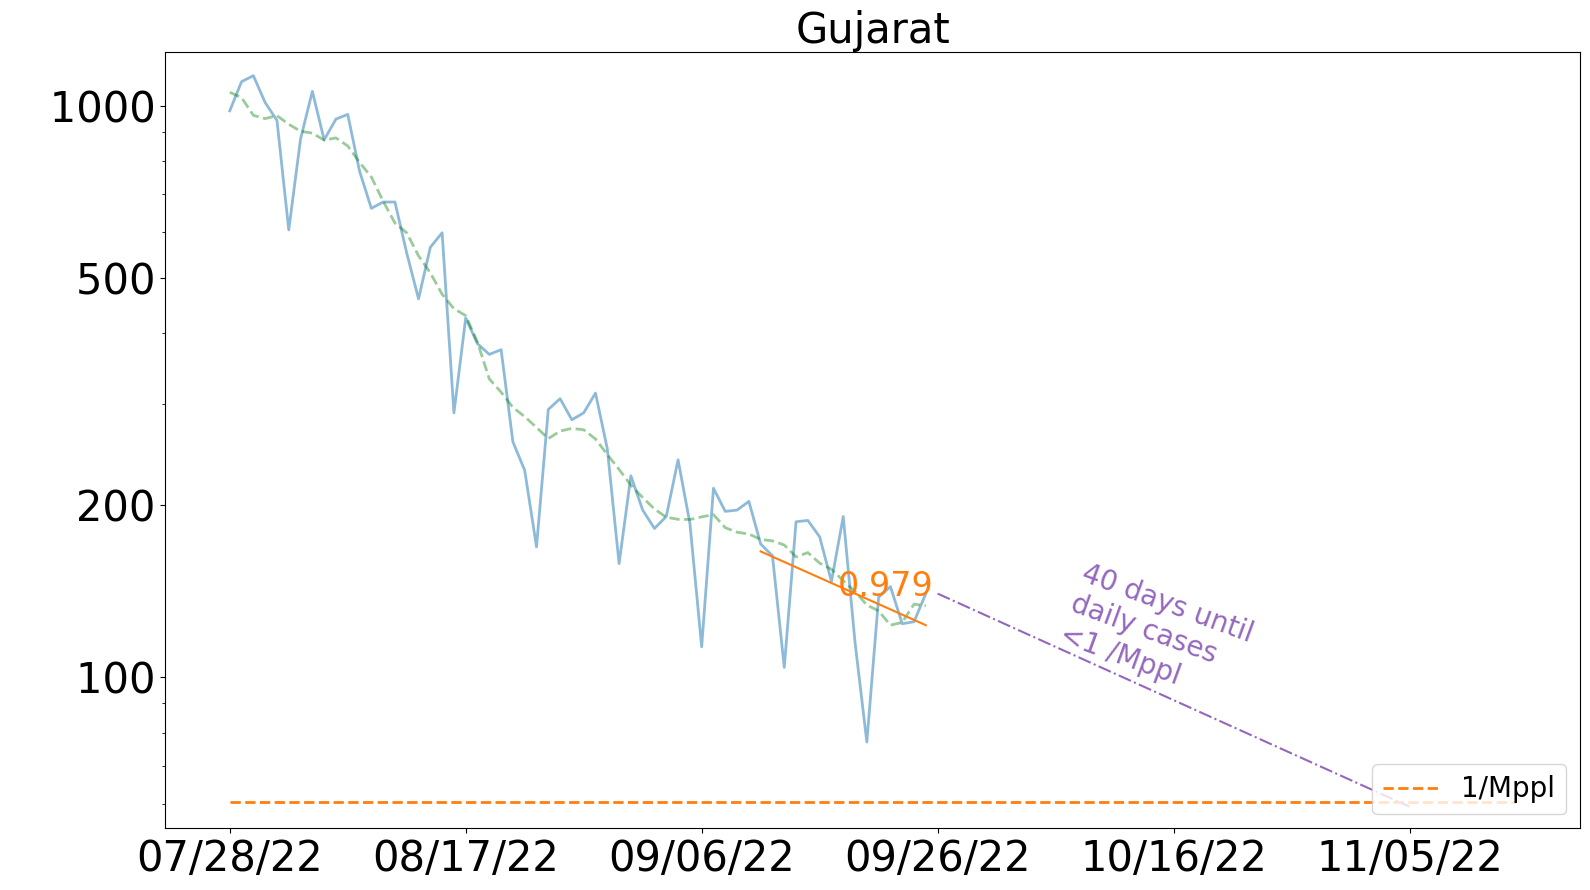 Gujarat
1000
500
200
100
0.979
40 days until
daily cases
<1 /Mppl
1/Mppl
07/28/22 08/17/22 09/06/22 09/26/22 10/16/22 11/05/22